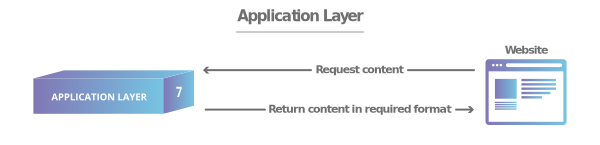 Application Layer
Website
Request content
APPLICATION LAYER
7
Return content in required format